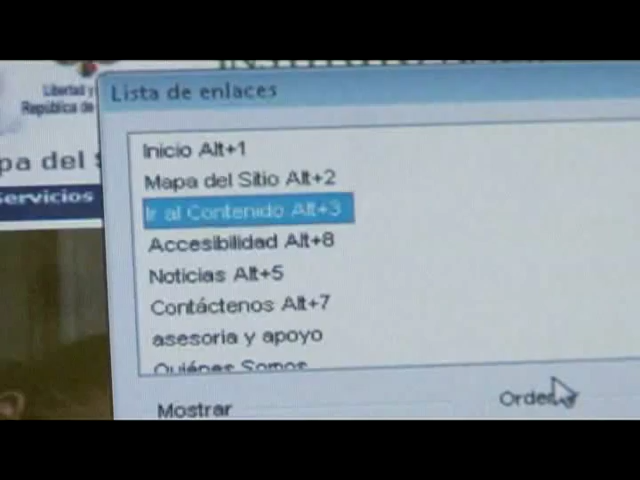 Libertad y
República de
Lista de enlaces
pa del S
Servicios
Inicio Alt+1
Mapa del Sitio Alt+2
Ir al Contenido Alt+3
Accesibilidad Alt+8
Noticias Alt+5
Contáctenos Alt+7
asesoria y apoyo
Quiénes Somos
Mostrar
Orden